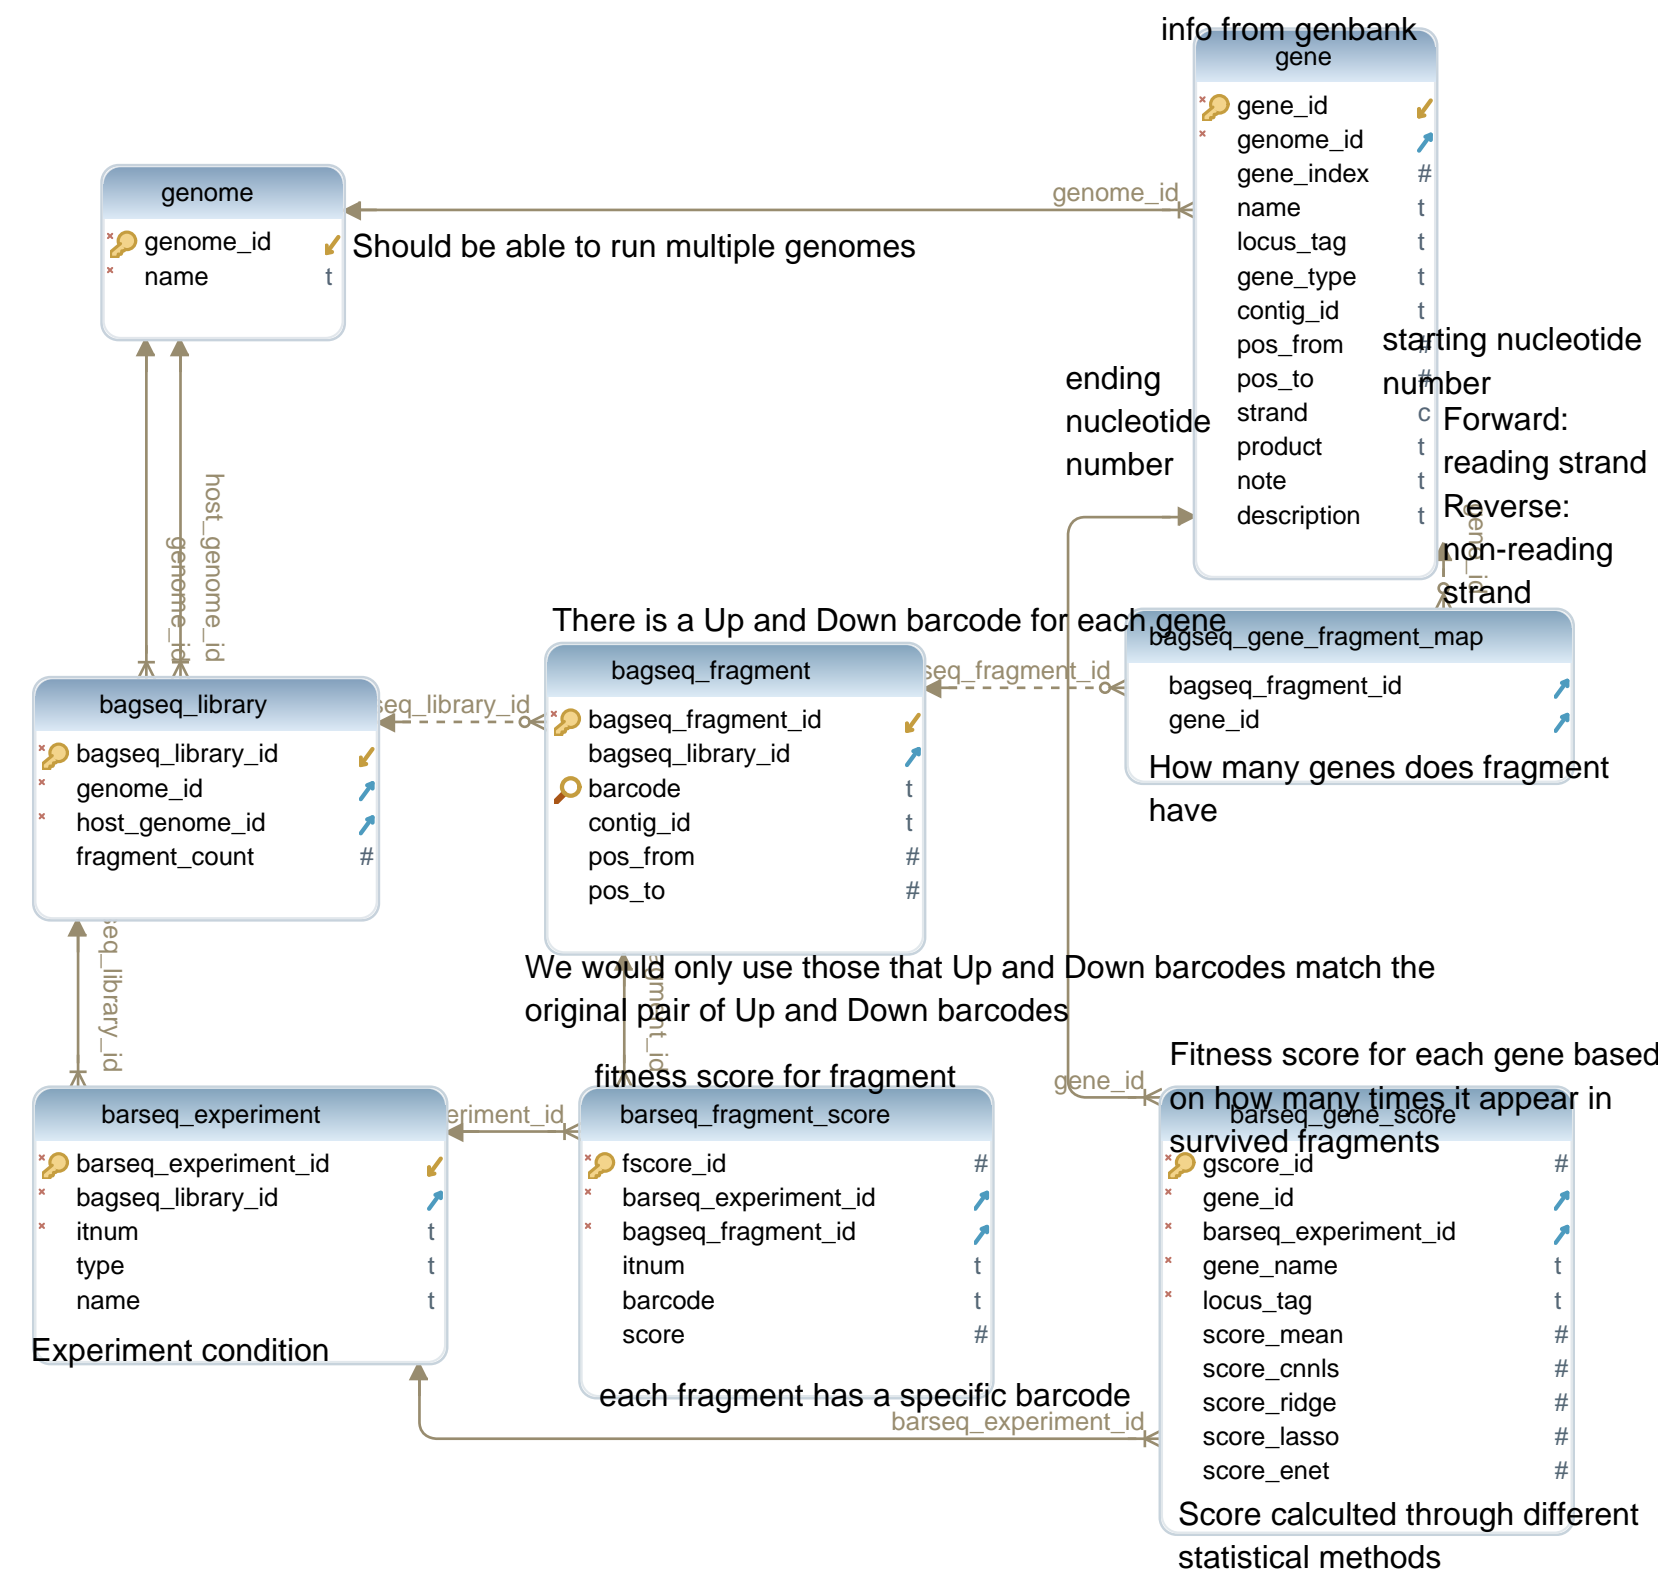 info from genbank
gene
gene_id
genome_id
gene_index #
name t
locus_tag t
gene_type t
contig_id t
pos_from #
pos_to #
strand c
product t
note t
description t
starting nucleotide
number
ending
nucleotide
number
Forward:
reading strand
Reverse:
non-reading
strand
genome_id
genome
genome_id
name t
Should be able to run multiple genomes
host_genome_id
genome_id
gene_id
There is a Up and Down barcode for each gene
bagseq_gene_fragment_map
bagseq_fragment_id
gene_id
How many genes does fragment
have
seq_fragment_id
bagseq_fragment
bagseq_fragment_id
bagseq_library_id
barcode t
contig_id t
pos_from #
pos_to #
seq_library_id
bagseq_library
bagseq_library_id
genome_id
host_genome_id
fragment_count #
We would only use those that Up and Down barcodes match the
original pair of Up and Down barcodes
seq_library_id
agment_id
fitness score for fragment
gene_id
Fitness score for each gene based
on how many times it appear in
survived fragments
barseq_experiment
barseq_experiment_id
bagseq_library_id
itnum t
type t
name t
Experiment condition
eriment_id
barseq_fragment_score
fscore_id #
barseq_experiment_id
bagseq_fragment_id
itnum t
barcode t
score #
each fragment has a specific barcode
barseq_experiment_id
barseq_gene_score
gscore_id #
gene_id
barseq_experiment_id
gene_name t
locus_tag t
score_mean #
score_cnnls #
score_ridge #
score_lasso #
score_enet #
Score calculted through different
statistical methods